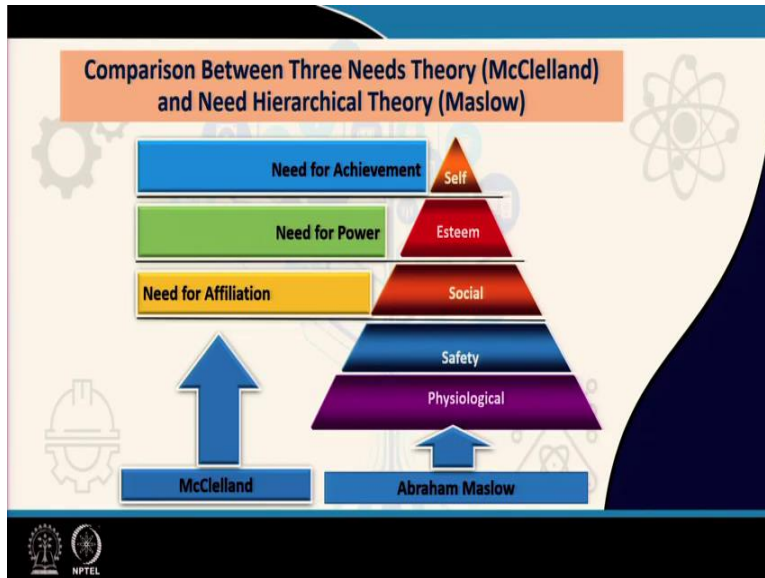 Comparison Between Three Needs Theory (McClelland)
and Need Hierarchical Theory (Maslow)
Need for Achievement
Self
Need for Power
Esteem
Need for Affiliation
Social
Safety
Physiological
McClelland
Abraham Maslow
NPTEL